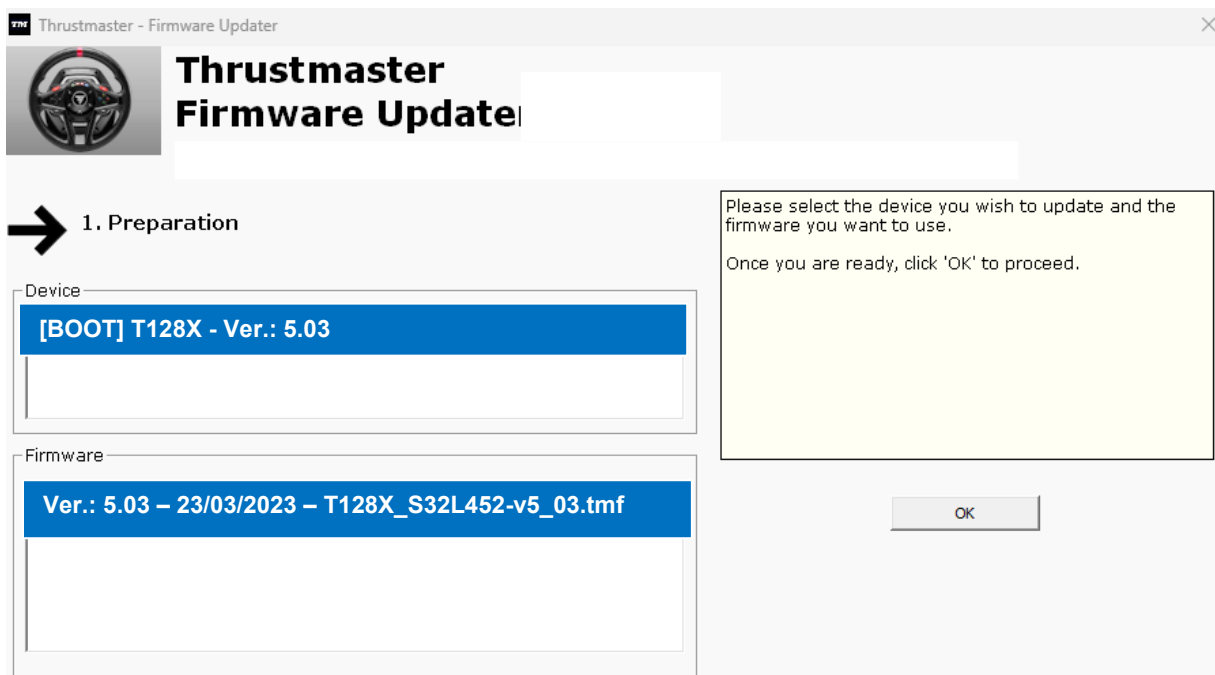 TM Thrustmaster - Firmware Updater
Thrustmaster
Firmware Updater
1. Preparation
Please select the device you wish to update and the
firmware you want to use.
Once you are ready, click 'OK' to proceed.
Device
[BOOT] T128X - Ver.: 5.03
Firmware
Ver.: 5.03 – 23/03/2023 – T128X_S32L452-v5_03.tmf
OK